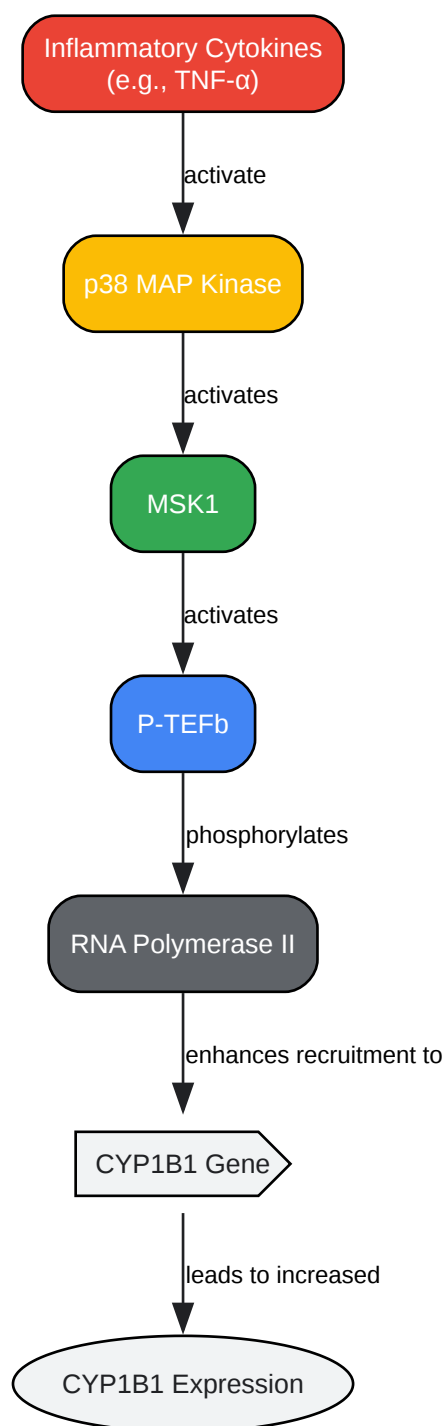 Inflammatory Cytokines
(e.g., TNF-α)
activate
p38 MAP Kinase
activates
MSK1
activates
P-TEFb
phosphorylates
RNA Polymerase II
enhances recruitment to
CYP1B1 Gene
leads to increased
CYP1B1 Expression